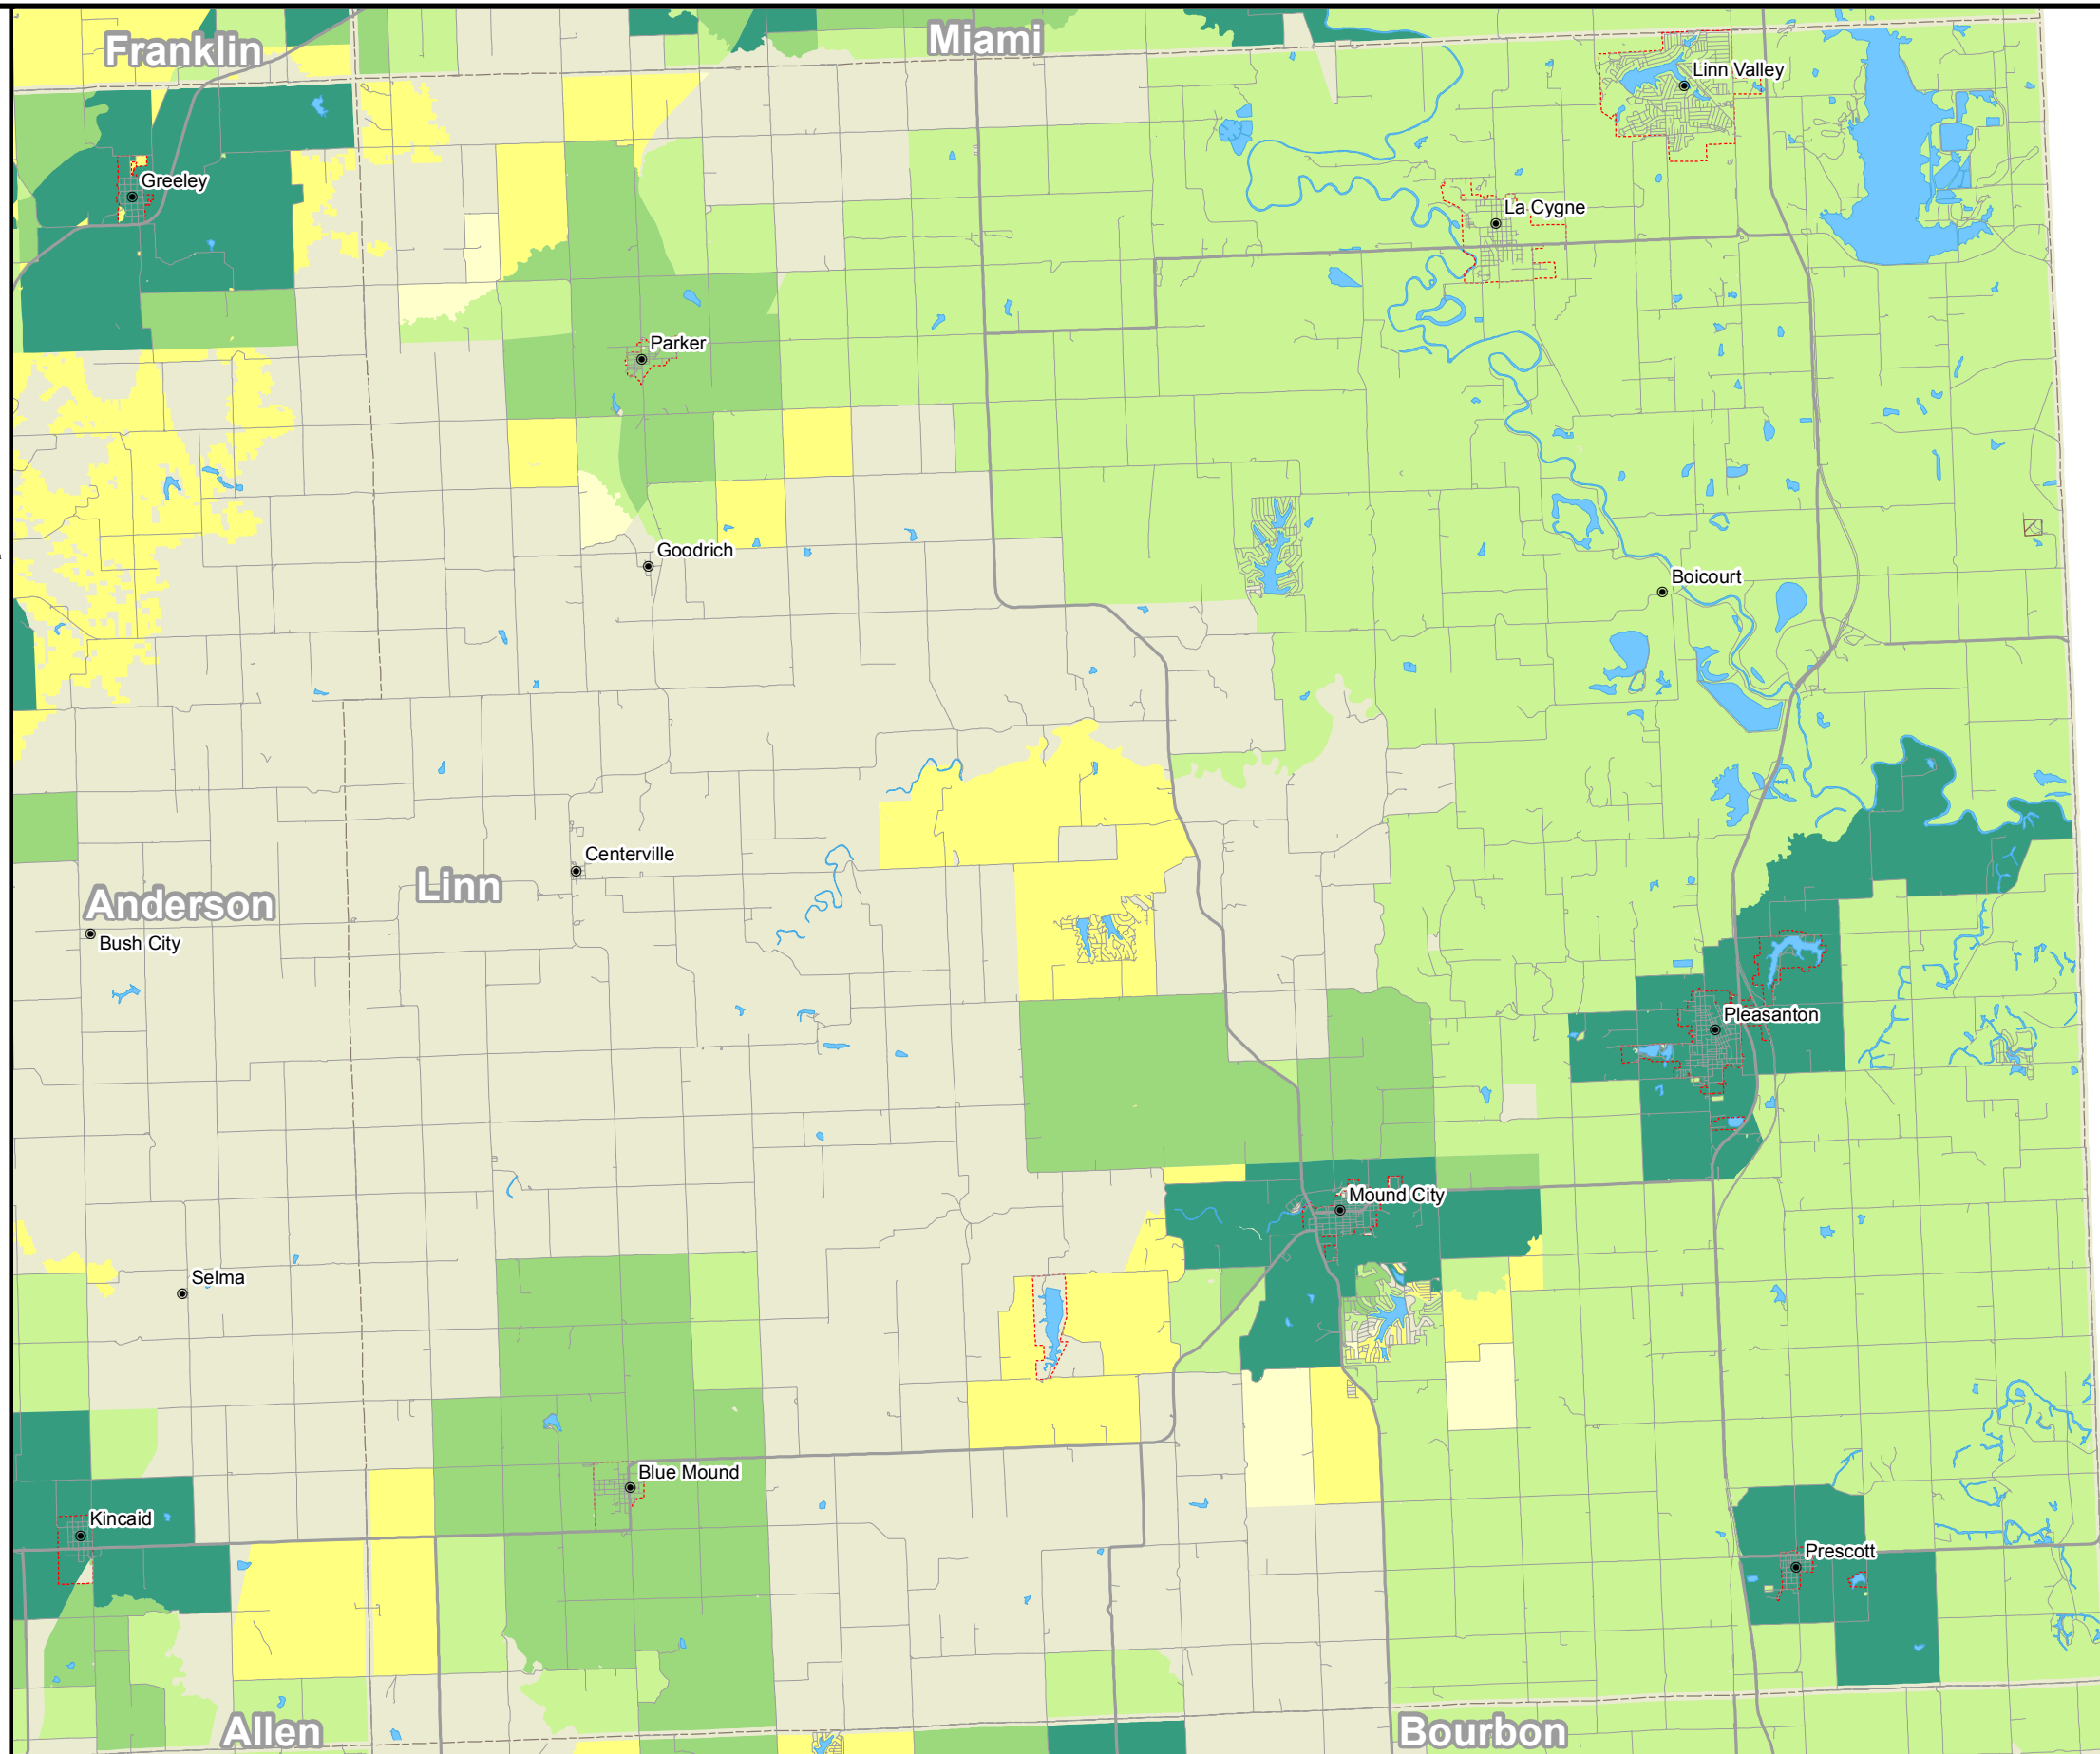 Franklin
Miami
Linn Valley
Greeley
La Cygne
Parker
Goodrich
Boicourt
Centerville
Linn
Anderson
Bush City
Pleasanton
Mound City
Selma
Blue Mound
Kincaid
Prescott
Allen
Bourbon